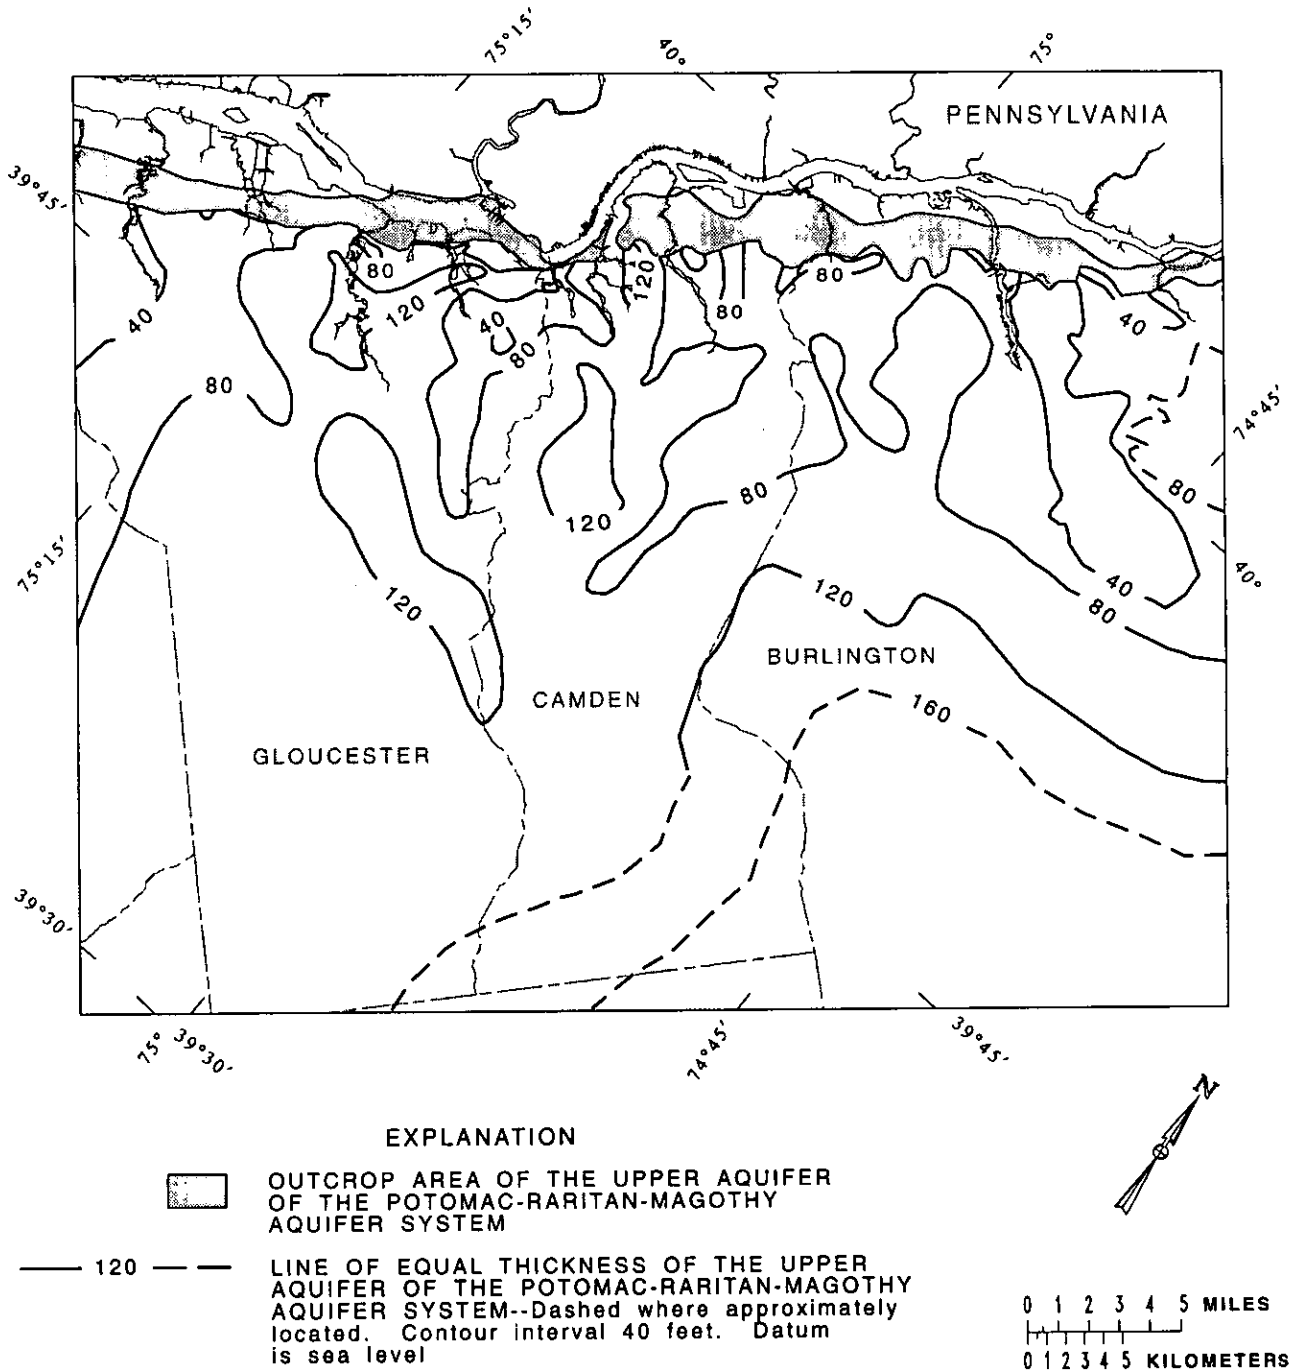 75°15′
40°
75°
PENNSYLVANIA
39°45′
80
120
80
80
120
40
40
40
80
80
74°45′
80
80
120
75°15′
40
40°
120
120
80
BURLINGTON
CAMDEN
160
GLOUCESTER
39°30′
75°
39°30′
74°45′
39°45′
N
EXPLANATION
OUTCROP AREA OF THE UPPER AQUIFER
OF THE POTOMAC-RARITAN-MAGOTHY
AQUIFER SYSTEM
120
LINE OF EQUAL THICKNESS OF THE UPPER
AQUIFER OF THE POTOMAC-RARITAN-MAGOTHY
AQUIFER SYSTEM--Dashed where approximately
located. Contour interval 40 feet. Datum
is sea level
0 1 2 3 4 5 MILES
0 1 2 3 4 5 KILOMETERS